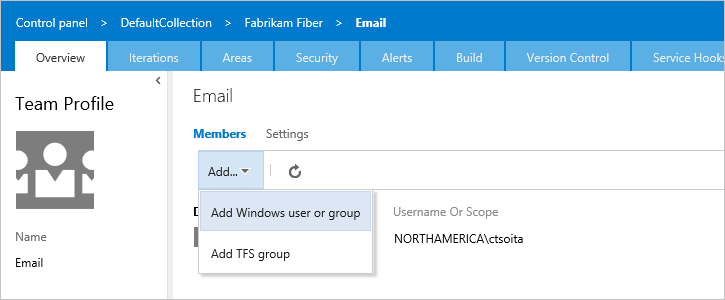 Control panel > DefaultCollection > Fabrikam Fiber > Email
Overview Iterations Areas Security Alerts Build Version Control Service Hooks
Team Profile
Email
Members Settings
Add...
Add Windows user or group
Username Or Scope
D
Name
NORTHAMERICA\ctsoita
Add TFS group
Email